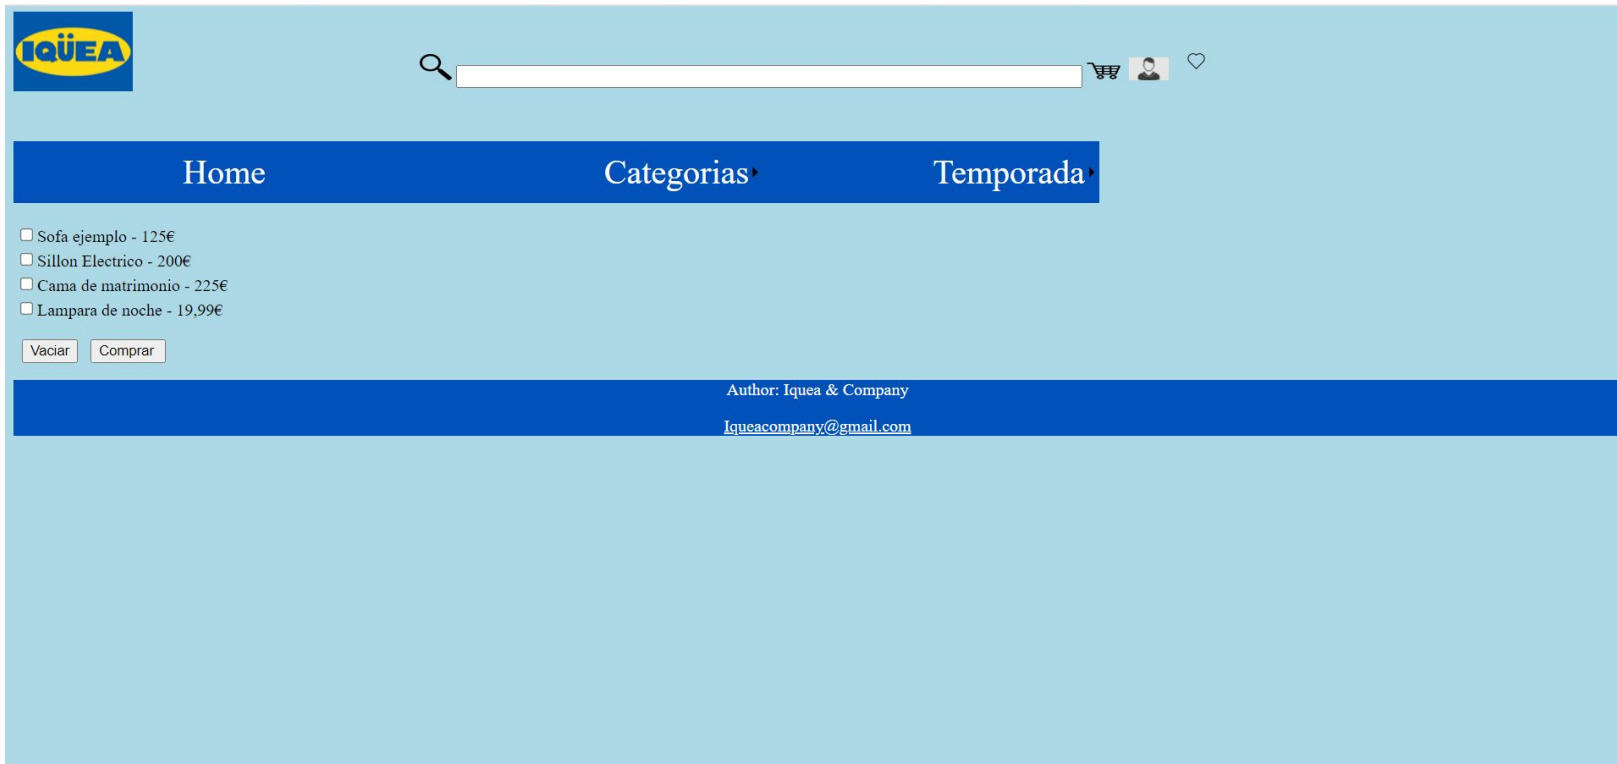 IQÜEA
Home Categorias Temporada
Sofa ejemplo - 125€
Sillon Electrico - 200€
Cama de matrimonio - 225€
Lampara de noche - 19,99€
Vaciar Comprar
Author: Iquea & Company
Iqueacompany@gmail.com